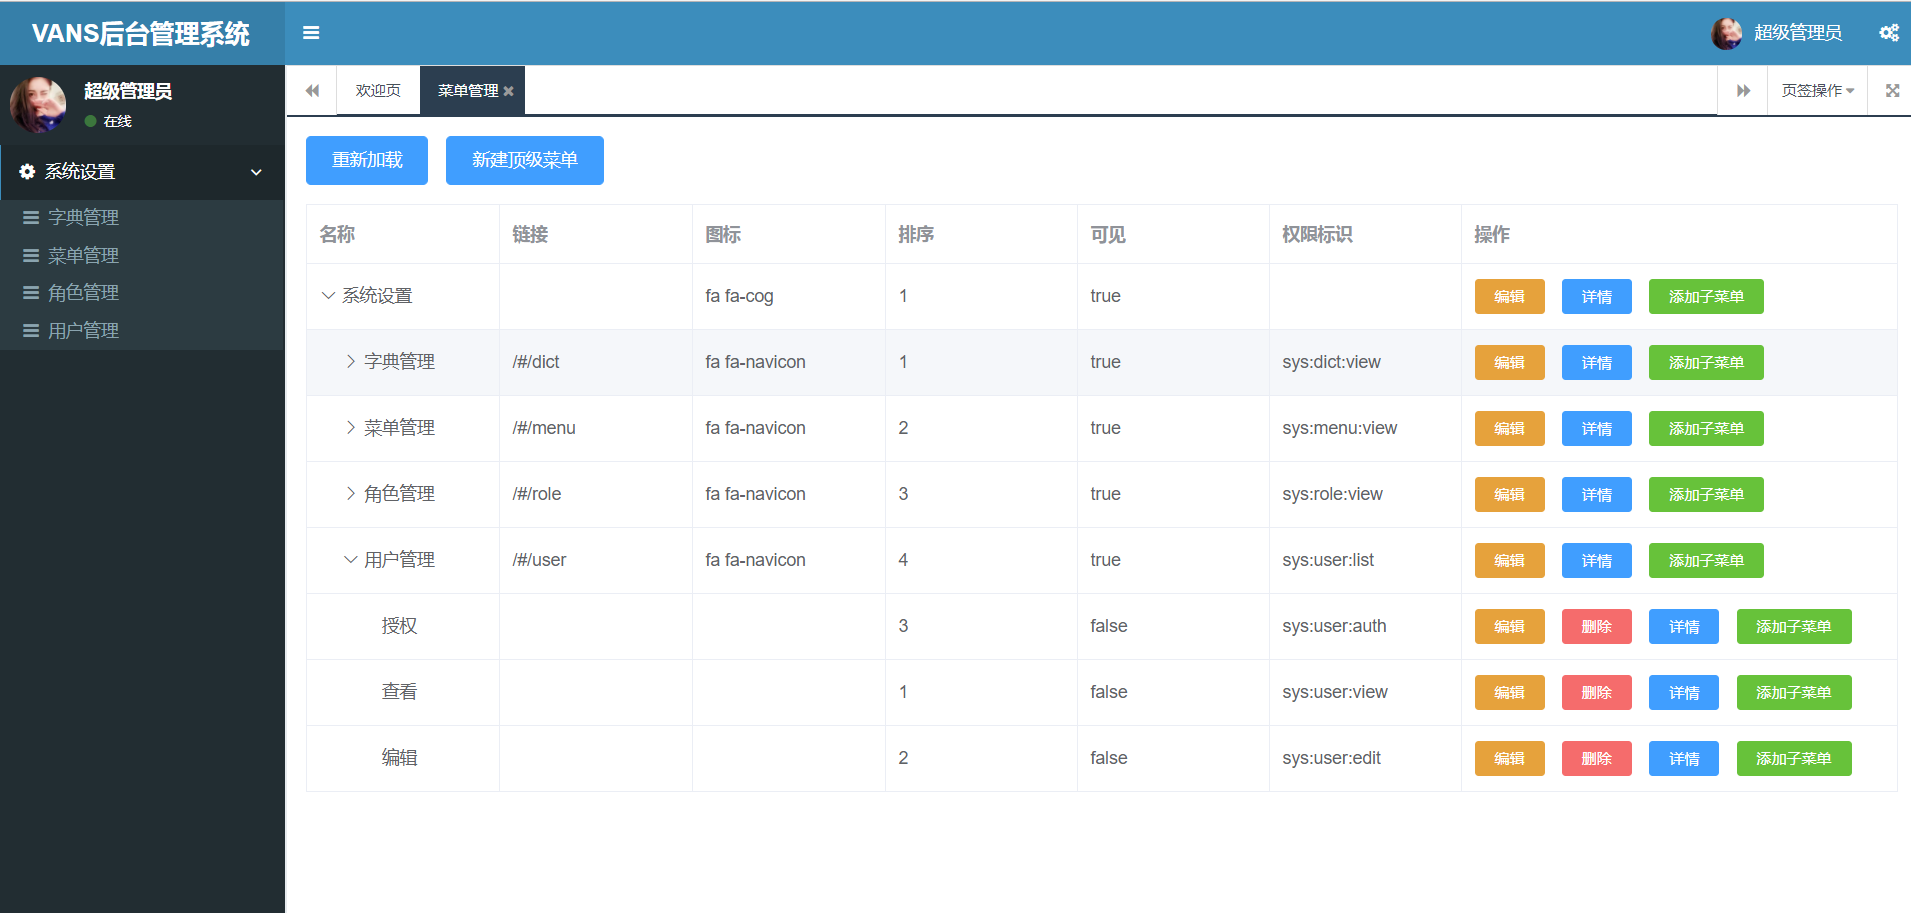 VANS后台管理系统
超级管理员
超级管理员
在线
欢迎页 菜单管理 页签操作
系统设置
字典管理
菜单管理
角色管理
用户管理
重新加载 新建顶级菜单
名称 链接 图标 排序 可见 权限标识 操作
系统设置 fa fa-cog 1 true 编辑 详情 添加子菜单
字典管理 /#/dict fa fa-navicon 1 true sys:dict:view 编辑 详情 添加子菜单
菜单管理 /#/menu fa fa-navicon 2 true sys:menu:view 编辑 详情 添加子菜单
角色管理 /#/role fa fa-navicon 3 true sys:role:view 编辑 详情 添加子菜单
用户管理 /#/user fa fa-navicon 4 true sys:user:list 编辑 详情 添加子菜单
授权 3 false sys:user:auth 编辑 删除 详情 添加子菜单
查看 1 false sys:user:view 编辑 删除 详情 添加子菜单
编辑 2 false sys:user:edit 编辑 删除 详情 添加子菜单